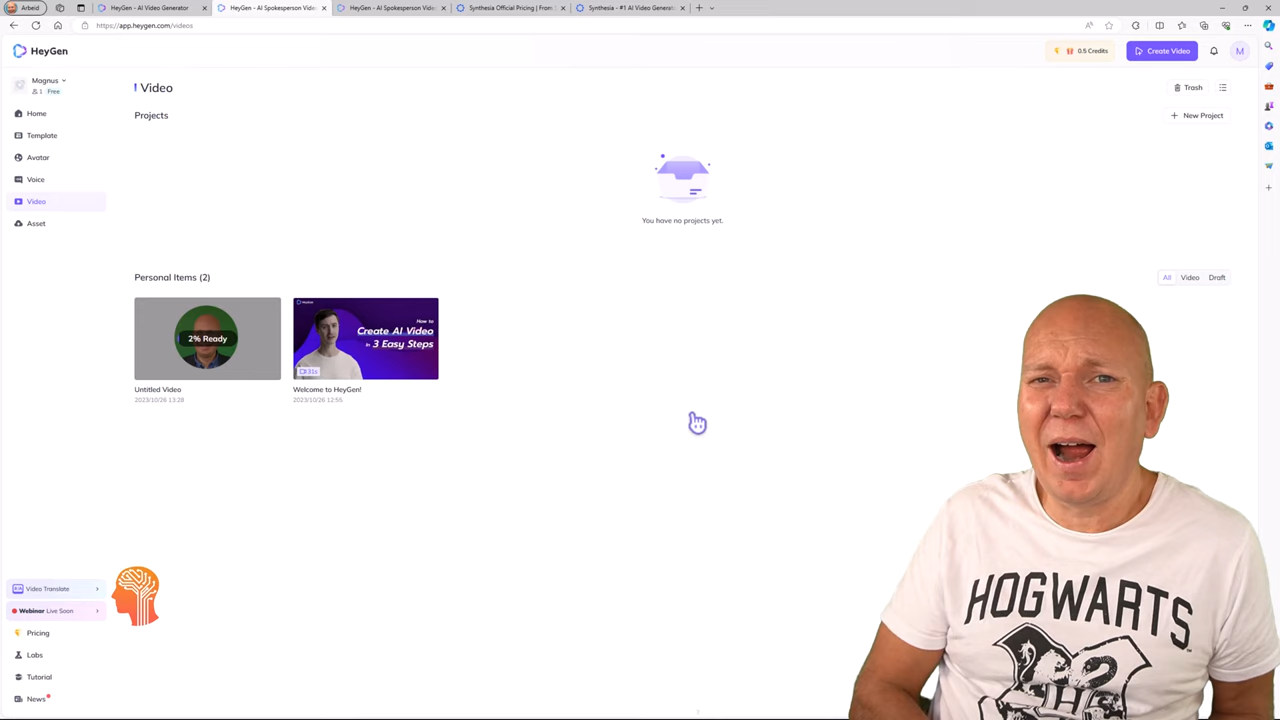 Arbeid
HeyGen - AI Video Generator
HeyGen - AI Spokesperson Vide
HeyGen - AI Spokesperson Vide
Synthesia Official Pricing | From
Synthesia - #1 AI Video Generat
https://app.heygen.com/videos
HeyGen
0.5 Credits
Create Video
M
Magnus
1 Free
Home
Template
Avatar
Voice
Video
Asset
Video
Trash
Projects
New Project
You have no projects yet.
Personal Items (2)
All Video Draft
2% Ready
Untitled Video
2023/10/26 13:28
HeyGen
How to
Create AI Video
in 3 Easy Steps
31s
Welcome to HeyGen!
2023/10/26 12:55
Video Translate
Webinar Live Soon
Pricing
Labs
Tutorial
News
HOGWARTS
H